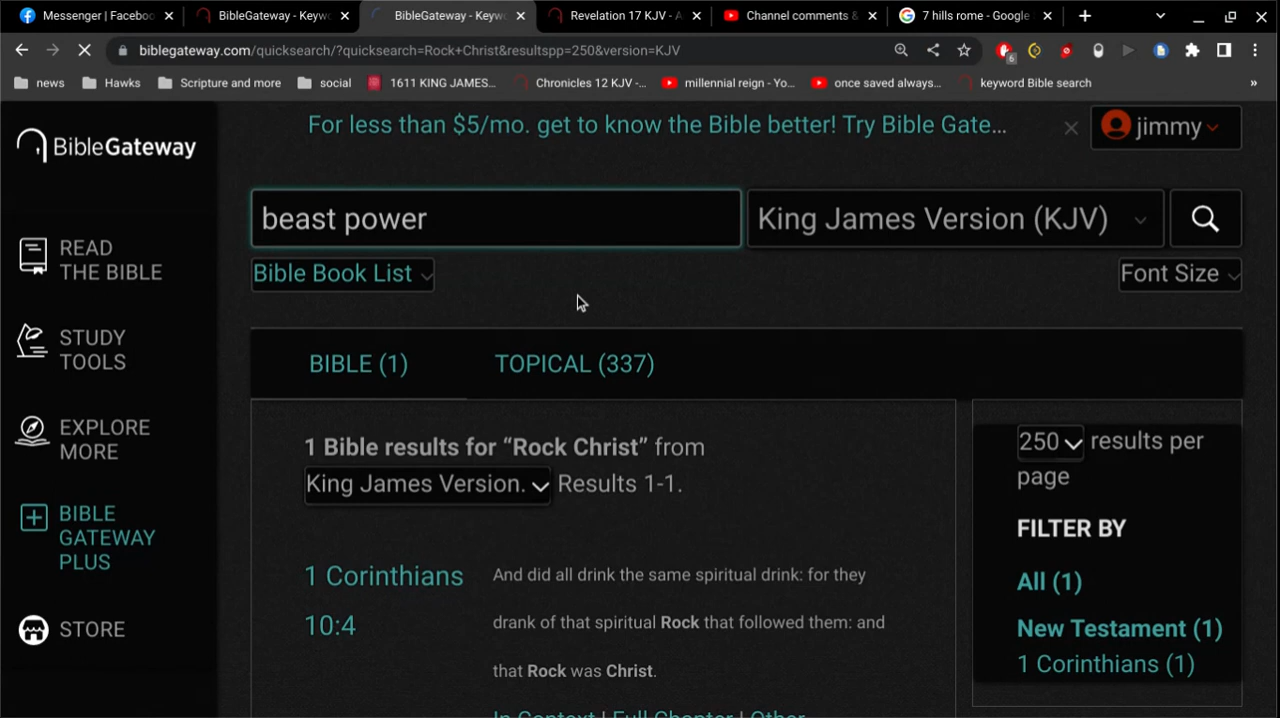 Messenger | Faceboo
BibleGateway - Keyw
BibleGateway - Keyw
Revelation 17 KJV - A
Channel comments &
7 hills rome - Google
biblegateway.com/quicksearch/?quicksearch=Rock+Christ&resultspp=250&version=KJV
6
news
Hawks
Scripture and more
social
1611 KING JAMES...
Chronicles 12 KJV -...
millennial reign - Yo...
once saved always...
keyword Bible search
»
BibleGateway
For less than $5/mo. get to know the Bible better! Try Bible Gate...
jimmy
beast power
King James Version (KJV)
Bible Book List
Font Size
READ
THE BIBLE
STUDY
TOOLS
EXPLORE
MORE
BIBLE
GATEWAY
PLUS
STORE
BIBLE (1)
TOPICAL (337)
1 Bible results for “Rock Christ” from
King James Version. Results 1-1.
1 Corinthians
10:4
And did all drink the same spiritual drink: for they
drank of that spiritual Rock that followed them: and
that Rock was Christ.
In Context | Full Chapter | Other
250 results per
page
FILTER BY
All (1)
New Testament (1)
1 Corinthians (1)